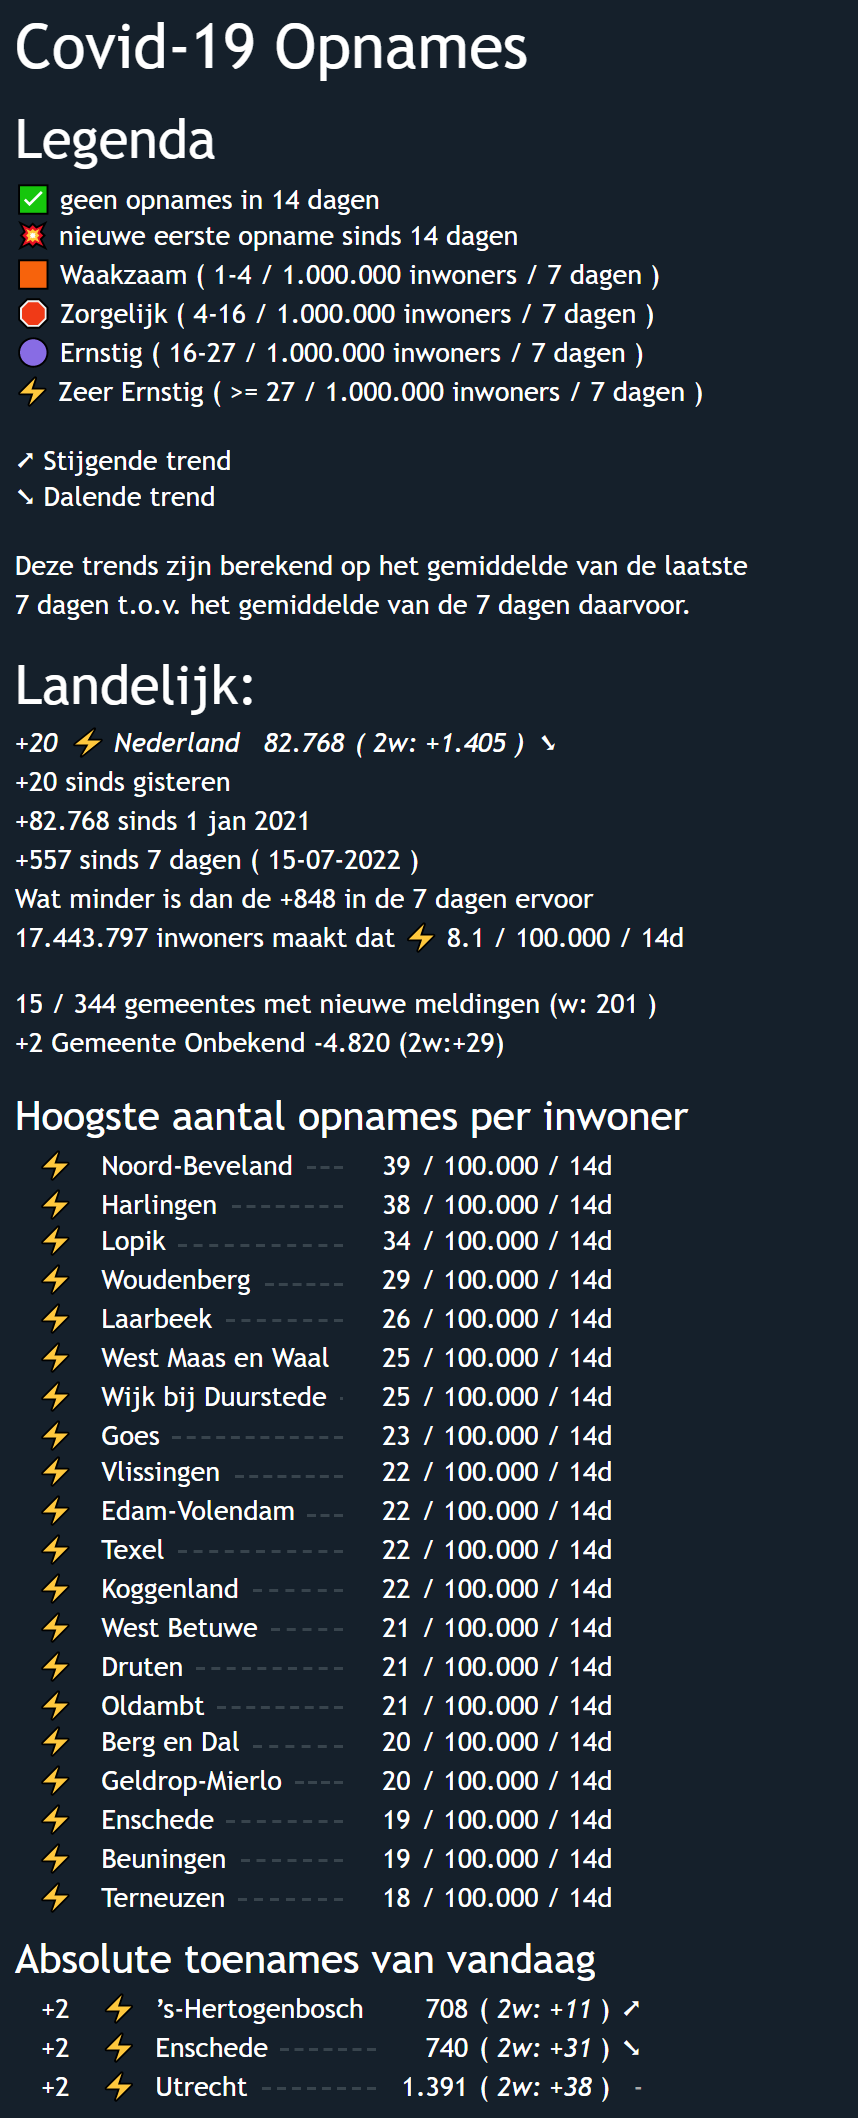 Covid-19 Opnames
Legenda
✅ geen opnames in 14 dagen
💥 nieuwe eerste opname sinds 14 dagen
🟧 Waakzaam ( 1-4 / 1.000.000 inwoners / 7 dagen )
🛑 Zorgelijk ( 4-16 / 1.000.000 inwoners / 7 dagen )
🟣 Ernstig ( 16-27 / 1.000.000 inwoners / 7 dagen )
⚡ Zeer Ernstig ( >= 27 / 1.000.000 inwoners / 7 dagen )
➚ Stijgende trend
➘ Dalende trend
Deze trends zijn berekend op het gemiddelde van de laatste
7 dagen t.o.v. het gemiddelde van de 7 dagen daarvoor.
Landelijk:
+20 ⚡ Nederland 82.768 ( 2w: +1.405 ) ➘
+20 sinds gisteren
+82.768 sinds 1 jan 2021
+557 sinds 7 dagen ( 15-07-2022 )
Wat minder is dan de +848 in de 7 dagen ervoor
17.443.797 inwoners maakt dat ⚡ 8.1 / 100.000 / 14d
15 / 344 gemeentes met nieuwe meldingen (w: 201 )
+2 Gemeente Onbekend -4.820 (2w:+29)
Hoogste aantal opnames per inwoner
⚡ Noord-Beveland --- 39 / 100.000 / 14d
⚡ Harlingen -------- 38 / 100.000 / 14d
⚡ Lopik ------------ 34 / 100.000 / 14d
⚡ Woudenberg ------ 29 / 100.000 / 14d
⚡ Laarbeek -------- 26 / 100.000 / 14d
⚡ West Maas en Waal 25 / 100.000 / 14d
⚡ Wijk bij Duurstede - 25 / 100.000 / 14d
⚡ Goes ------------ 23 / 100.000 / 14d
⚡ Vlissingen -------- 22 / 100.000 / 14d
⚡ Edam-Volendam --- 22 / 100.000 / 14d
⚡ Texel ------------ 22 / 100.000 / 14d
⚡ Koggenland ------ 22 / 100.000 / 14d
⚡ West Betuwe ----- 21 / 100.000 / 14d
⚡ Druten ---------- 21 / 100.000 / 14d
⚡ Oldambt --------- 21 / 100.000 / 14d
⚡ Berg en Dal ------ 20 / 100.000 / 14d
⚡ Geldrop-Mierlo ---- 20 / 100.000 / 14d
⚡ Enschede -------- 19 / 100.000 / 14d
⚡ Beuningen ------- 19 / 100.000 / 14d
⚡ Terneuzen ------- 18 / 100.000 / 14d
Absolute toenames van vandaag
+2 ⚡ ’s-Hertogenbosch 708 ( 2w: +11 ) ➚
+2 ⚡ Enschede ------- 740 ( 2w: +31 ) ➘
+2 ⚡ Utrecht -------- 1.391 ( 2w: +38 ) -